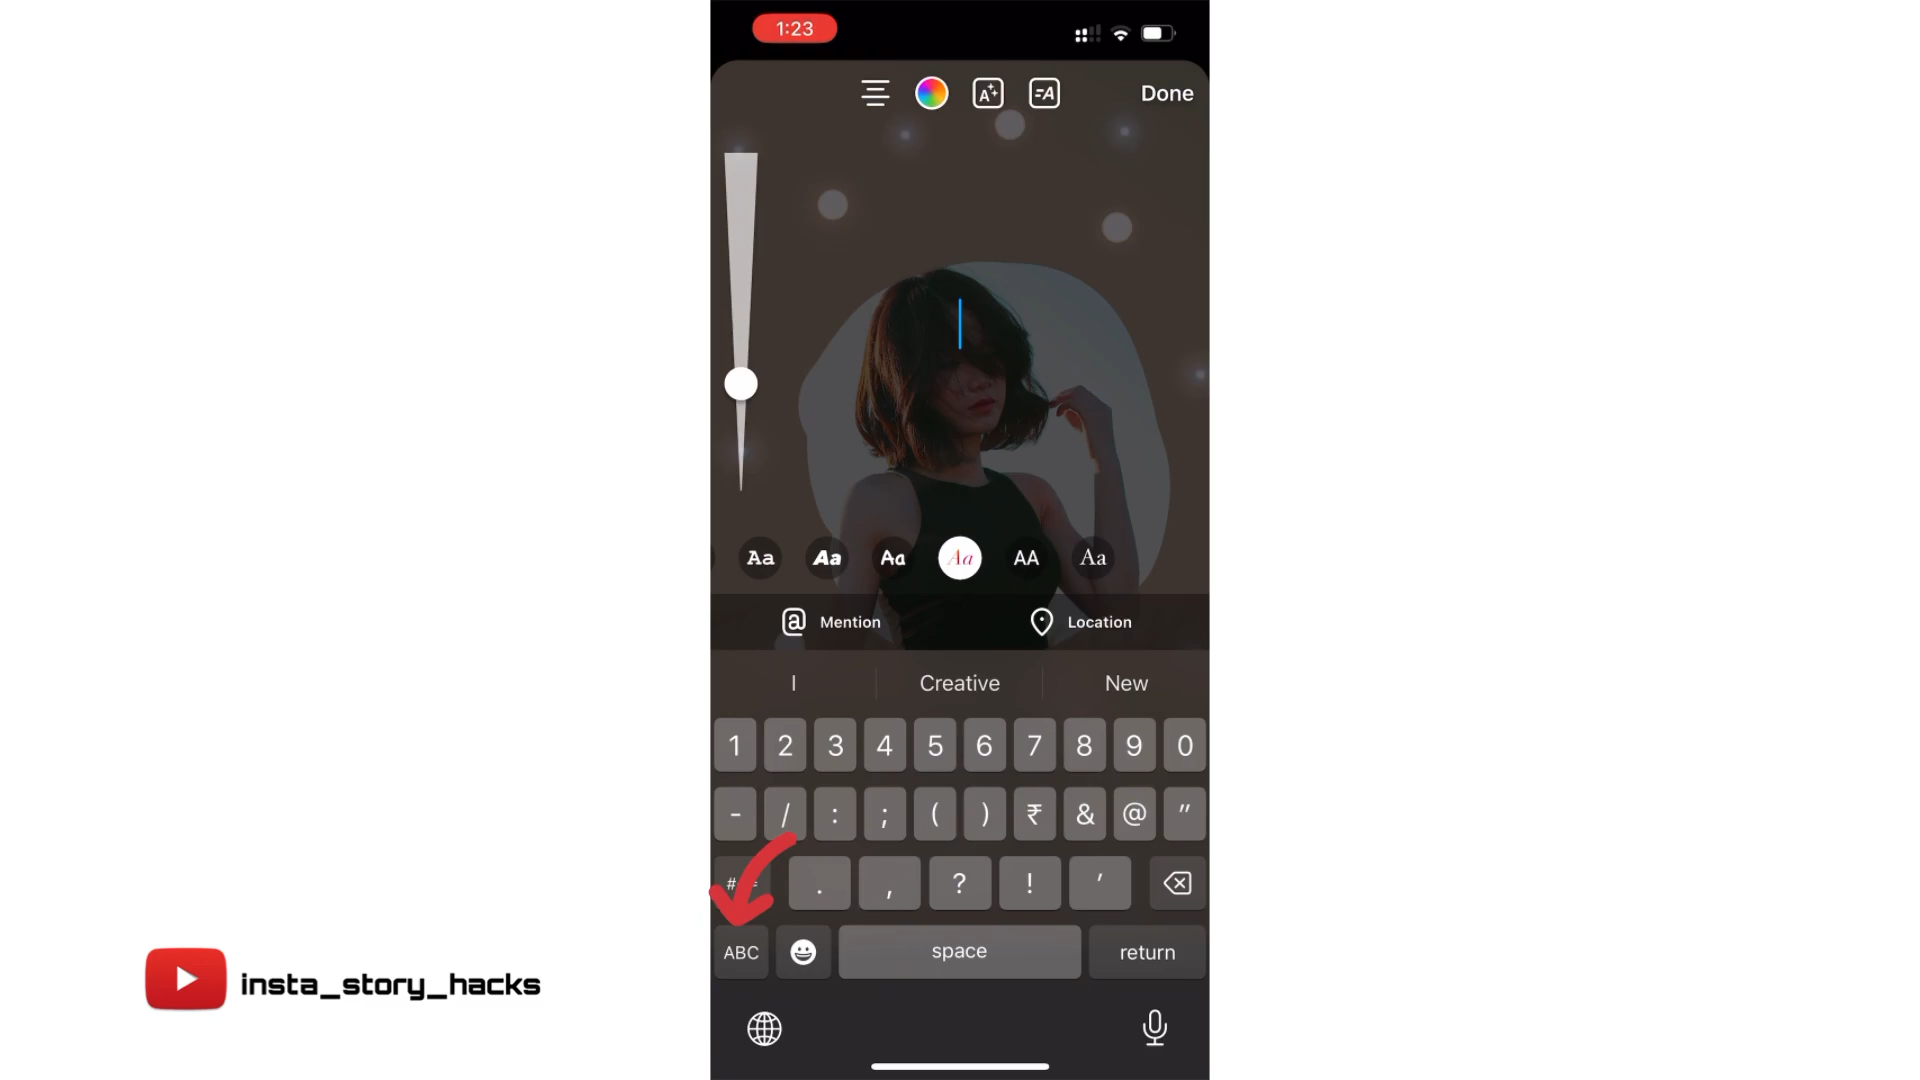 1:23
A A Done
Aa Aa Aa Aa AA Aa
@ Mention Location
I Creative New
1 2 3 4 5 6 7 8 9 0
- / : ; ( ) ₹ & @ "
. , ? ! '
ABC space return
insta_story_hacks